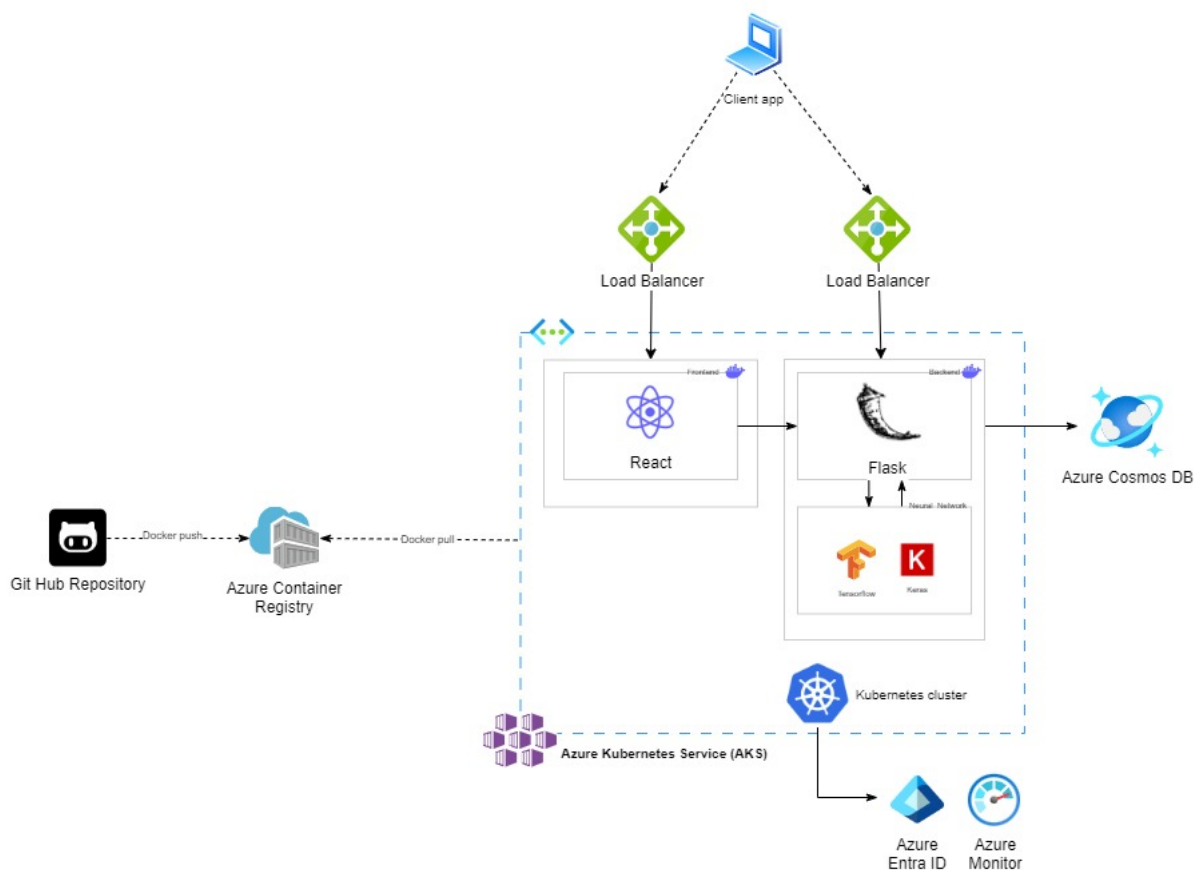 Client app
Load Balancer
Load Balancer
Frontend
Backend
React
Flask
Azure Cosmos DB
Neural Network
Docker push
Docker pull
Git Hub Repository
Azure Container
Registry
Tensorflow
Keras
K
Kubernetes cluster
Azure Kubernetes Service (AKS)
Azure
Entra ID
Azure
Monitor